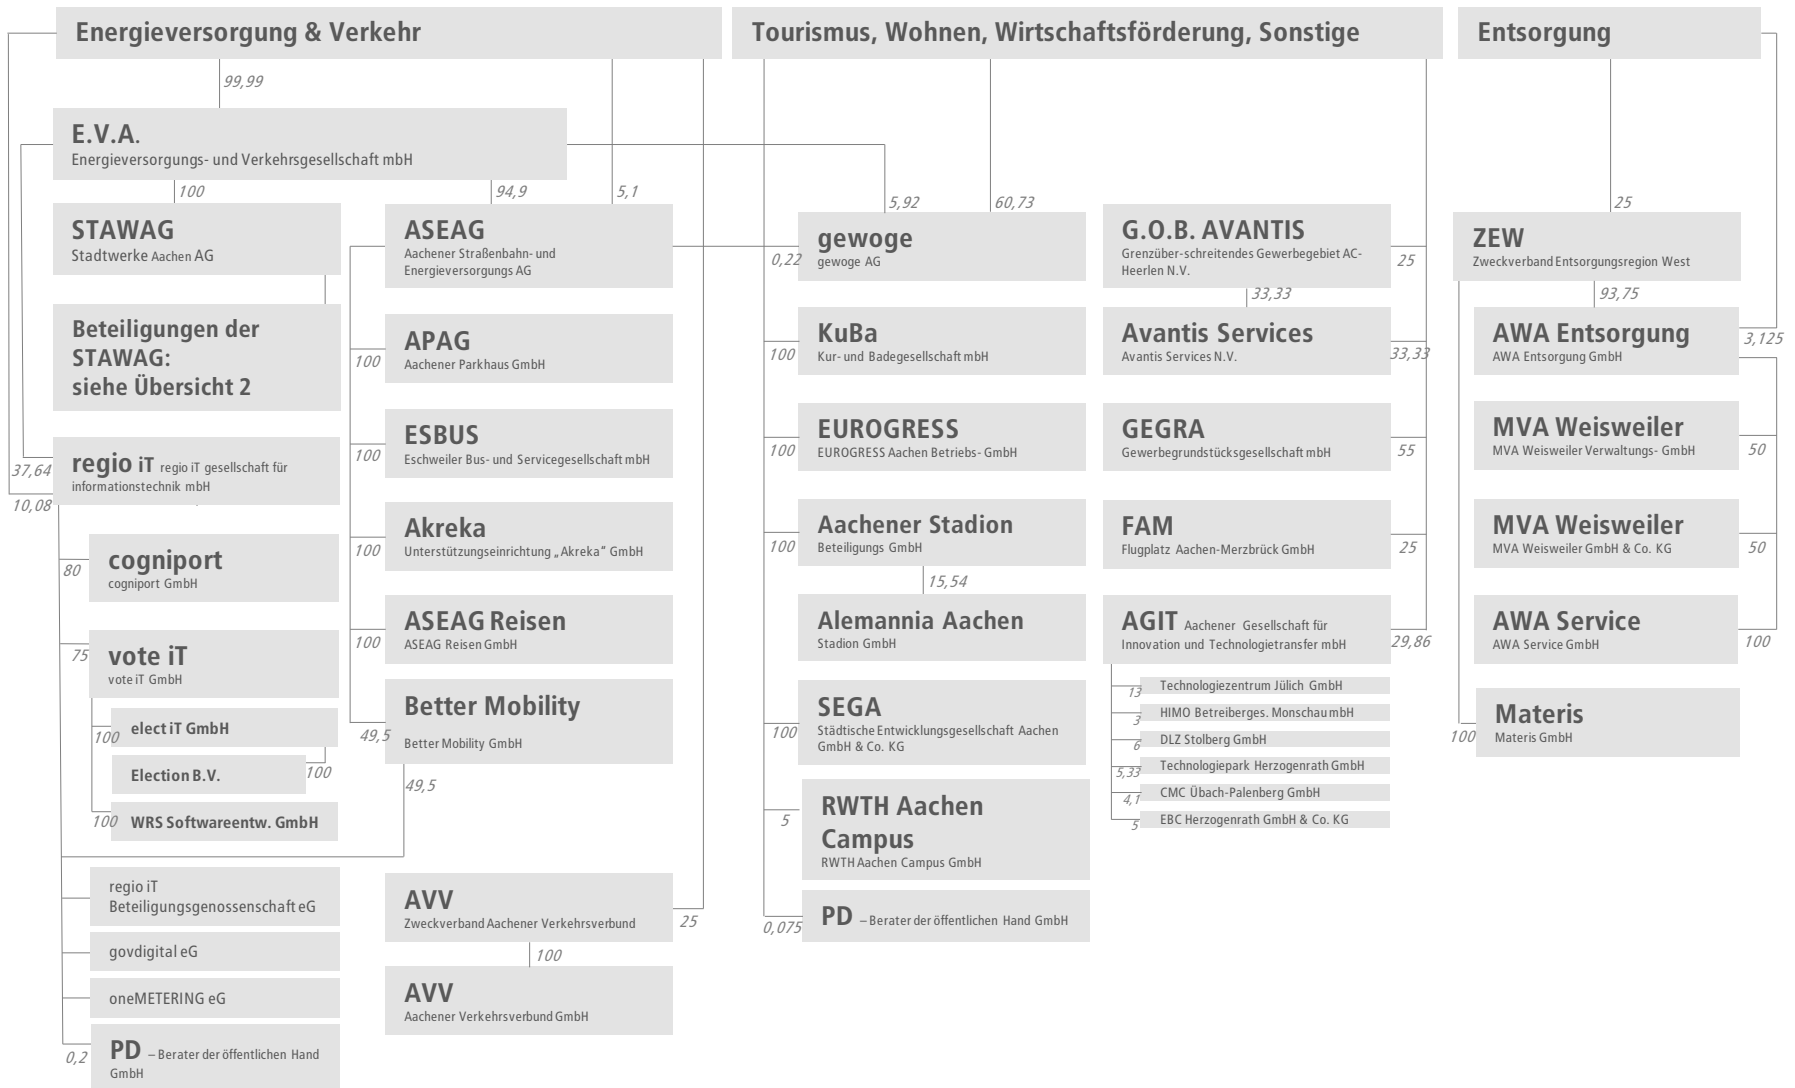 Energieversorgung & Verkehr
99,99
E.V.A.
Energieversorgungs- und Verkehrsgesellschaft mbH
100
94,9
5,1
STAWAG
Stadtwerke Aachen AG
Beteiligungen der
STAWAG:
siehe Übersicht 2
37,64
10,08
regio iT regio iT gesellschaft für
informationstechnik mbH
80
cogniport
cogniport GmbH
75
vote iT
vote iT GmbH
100
elect iT GmbH
Election B.V.
100
100
WRS Softwareentw. GmbH
regio iT
Beteiligungsgenossenschaft eG
govdigital eG
oneMETERING eG
0,2
PD – Berater der öffentlichen Hand
GmbH
ASEAG
Aachener Straßenbahn- und
Energieversorgungs AG
100
APAG
Aachener Parkhaus GmbH
100
ESBUS
Eschweiler Bus- und Servicegesellschaft mbH
100
Akreka
Unterstützungseinrichtung „Akreka“ GmbH
100
ASEAG Reisen
ASEAG Reisen GmbH
49,5
Better Mobility
Better Mobility GmbH
49,5
AVV
Zweckverband Aachener Verkehrsverbund
25
100
AVV
Aachener Verkehrsverbund GmbH
Tourismus, Wohnen, Wirtschaftsförderung, Sonstige
5,92
60,73
0,22
gewoge
gewoge AG
100
KuBa
Kur- und Badegesellschaft mbH
100
EUROGRESS
EUROGRESS Aachen Betriebs- GmbH
100
Aachener Stadion
Beteiligungs GmbH
15,54
Alemannia Aachen
Stadion GmbH
100
SEGA
Städtische Entwicklungsgesellschaft Aachen
GmbH & Co. KG
5
RWTH Aachen
Campus
RWTH Aachen Campus GmbH
0,075
PD – Berater der öffentlichen Hand GmbH
G.O.B. AVANTIS
Grenzüber-schreitendes Gewerbegebiet AC-
Heerlen N.V.
25
33,33
Avantis Services
Avantis Services N.V.
33,33
GEGRA
Gewerbegrundstücksgesellschaft mbH
55
FAM
Flugplatz Aachen-Merzbrück GmbH
25
AGIT Aachener Gesellschaft für
Innovation und Technologietransfer mbH
29,86
13
Technologiezentrum Jülich GmbH
3
HIMO Betreiberges. Monschau mbH
6
DLZ Stolberg GmbH
5,33
Technologiepark Herzogenrath GmbH
4,1
CMC Übach-Palenberg GmbH
5
EBC Herzogenrath GmbH & Co. KG
Entsorgung
25
ZEW
Zweckverband Entsorgungsregion West
93,75
AWA Entsorgung
AWA Entsorgung GmbH
3,125
MVA Weisweiler
MVA Weisweiler Verwaltungs- GmbH
50
MVA Weisweiler
MVA Weisweiler GmbH & Co. KG
50
AWA Service
AWA Service GmbH
100
100
Materis
Materis GmbH